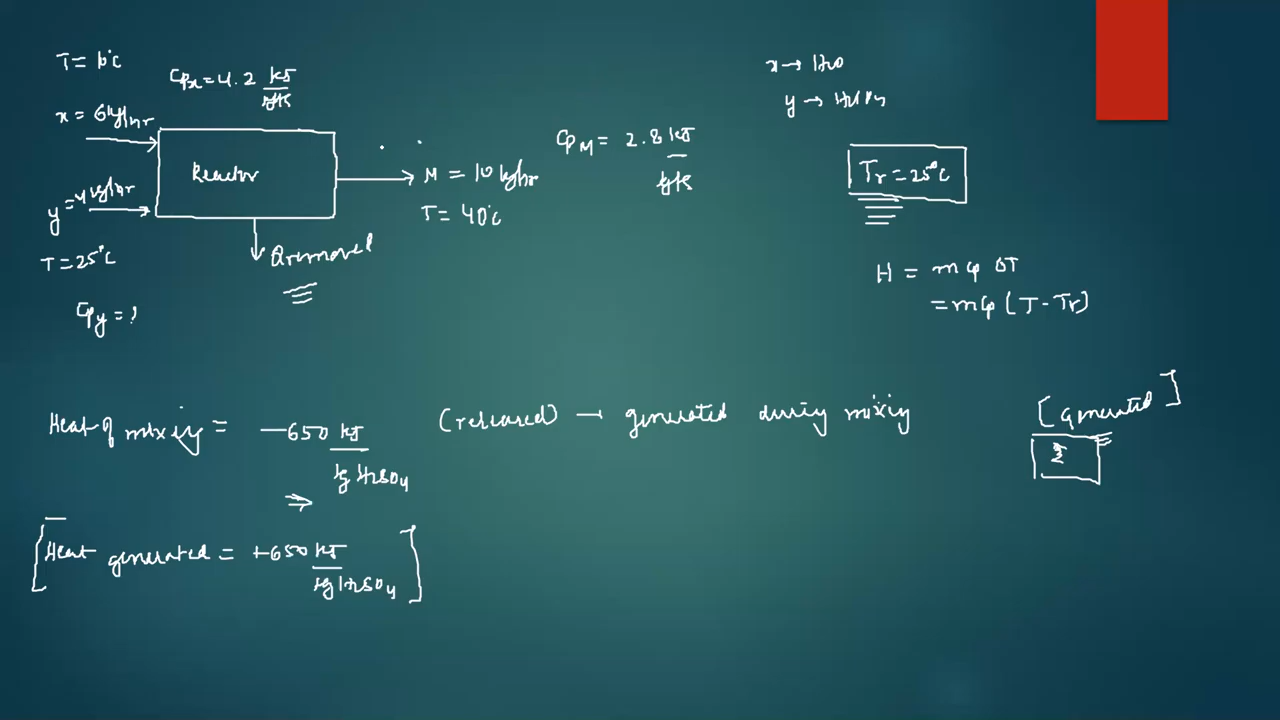 T = 10°C
Cpx = 4.2 kJ/kgK
x = 6 kg/hr
Reactor
y = 4 kg/hr
T = 25°C
Cpy = ?
Q removed
M = 10 kg/hr
T = 40°C
CpM = 2.8 kJ/kgK
x → H2O
y → H2SO4
Tr = 25°C
H = m cp ΔT
= m cp (T - Tr)
Heat of mixing = -650 kJ/kg H2SO4 (released) → generated during mixing
[generated]
⇒
[Heat generated = +650 kJ/kg H2SO4]